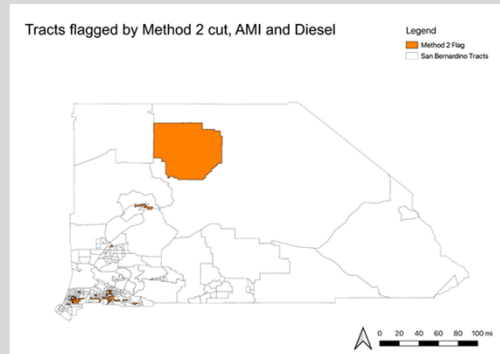 Tracts flagged by Method 2 cut, AMI and Diesel
Legend
Method 2 Flag
San Bernardino Tracts
0 20 40 60 80 100 mi